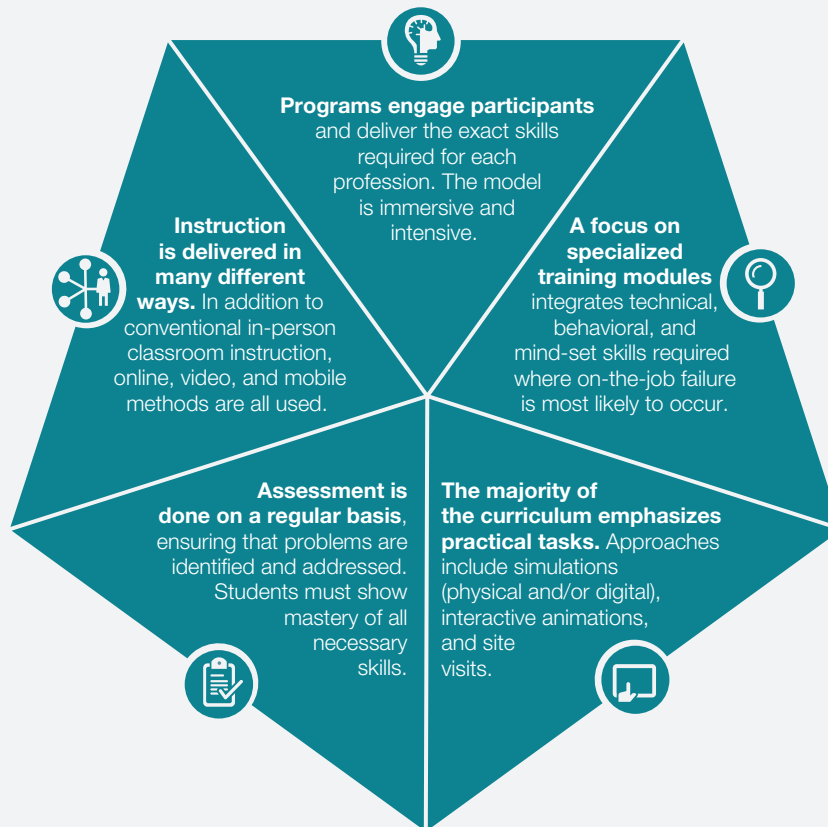 Programs engage participants
and deliver the exact skills
required for each
profession. The model
is immersive and
intensive.
A focus on
specialized
training modules
integrates technical,
behavioral, and
mind-set skills required
where on-the-job failure
is most likely to occur.
The majority of
the curriculum emphasizes
practical tasks. Approaches
include simulations
(physical and/or digital),
interactive animations,
and site
visits.
Assessment is
done on a regular basis,
ensuring that problems are
identified and addressed.
Students must show
mastery of all
necessary
skills.
Instruction
is delivered in
many different
ways. In addition to
conventional in-person
classroom instruction,
online, video, and mobile
methods are all used.